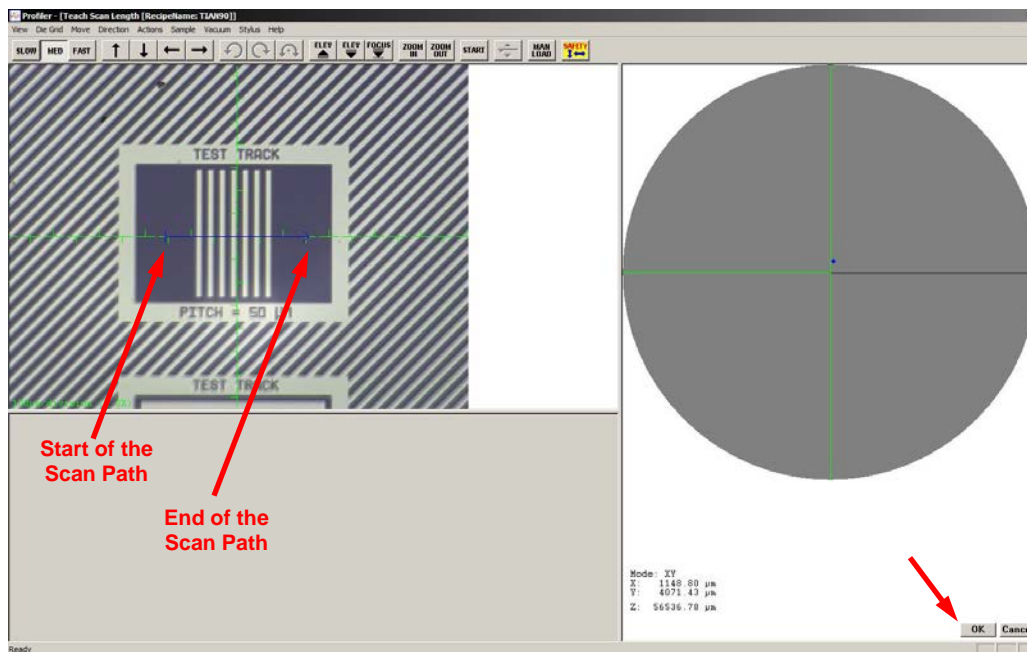 Profiler - [Teach Scan Length [RecipeName: TIAN90]]
View Die Grid Move Direction Actions Sample Vacuum Stylus Help
SLOW MED FAST ELEV ELEV FOCUS ZOOM IN ZOOM OUT START MAN LOAD SAFETY
TEST TRACK
PITCH = 50 µm
TEST TRACK
Start of the
Scan Path
End of the
Scan Path
Mode: XY
X: 1148.80 µm
Y: 4071.43 µm
Z: 56536.78 µm
OK Canc
Ready